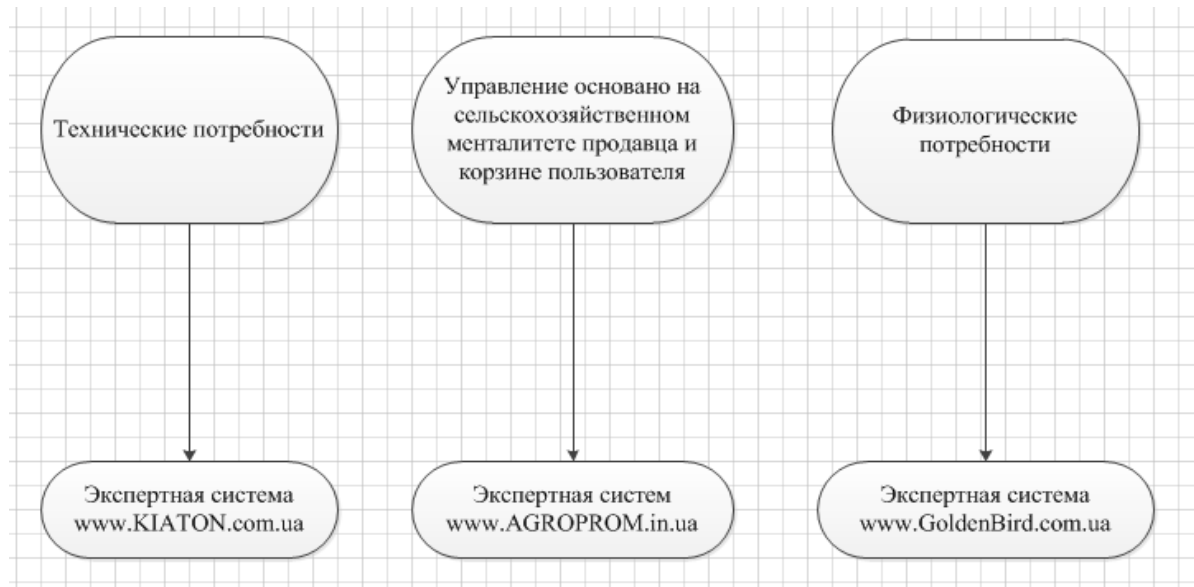 Технические потребности
Управление основано на
сельскохозяйственном
менталитете продавца и
корзине пользователя
Физиологические
потребности
Экспертная система
www.KIATON.com.ua
Экспертная систем
www.AGROPROM.in.ua
Экспертная система
www.GoldenBird.com.ua